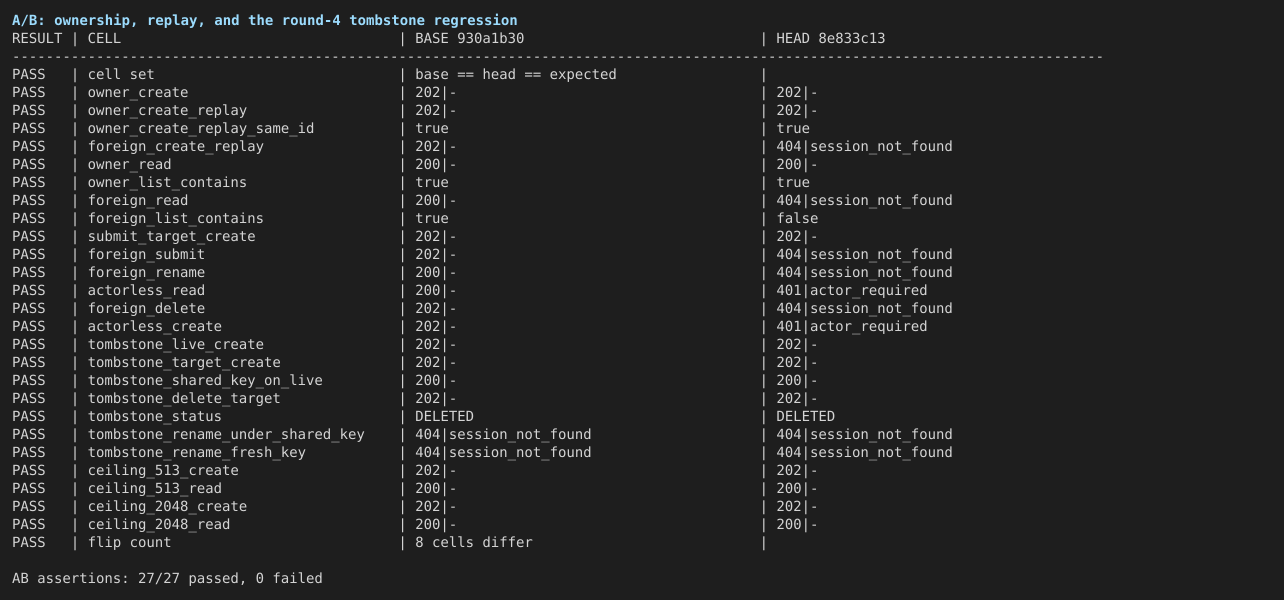 A/B: ownership, replay, and the round-4 tombstone regression
RESULT | CELL | BASE 930a1b30 | HEAD 8e833c13
------------------------------------------------------------------------------------------------------------------------------------
PASS | cell set | base == head == expected |
PASS | owner_create | 202|- | 202|-
PASS | owner_create_replay | 202|- | 202|-
PASS | owner_create_replay_same_id | true | true
PASS | foreign_create_replay | 202|- | 404|session_not_found
PASS | owner_read | 200|- | 200|-
PASS | owner_list_contains | true | true
PASS | foreign_read | 200|- | 404|session_not_found
PASS | foreign_list_contains | true | false
PASS | submit_target_create | 202|- | 202|-
PASS | foreign_submit | 202|- | 404|session_not_found
PASS | foreign_rename | 200|- | 404|session_not_found
PASS | actorless_read | 200|- | 401|actor_required
PASS | foreign_delete | 202|- | 404|session_not_found
PASS | actorless_create | 202|- | 401|actor_required
PASS | tombstone_live_create | 202|- | 202|-
PASS | tombstone_target_create | 202|- | 202|-
PASS | tombstone_shared_key_on_live | 200|- | 200|-
PASS | tombstone_delete_target | 202|- | 202|-
PASS | tombstone_status | DELETED | DELETED
PASS | tombstone_rename_under_shared_key | 404|session_not_found | 404|session_not_found
PASS | tombstone_rename_fresh_key | 404|session_not_found | 404|session_not_found
PASS | ceiling_513_create | 202|- | 202|-
PASS | ceiling_513_read | 200|- | 200|-
PASS | ceiling_2048_create | 202|- | 202|-
PASS | ceiling_2048_read | 200|- | 200|-
PASS | flip count | 8 cells differ |
AB assertions: 27/27 passed, 0 failed